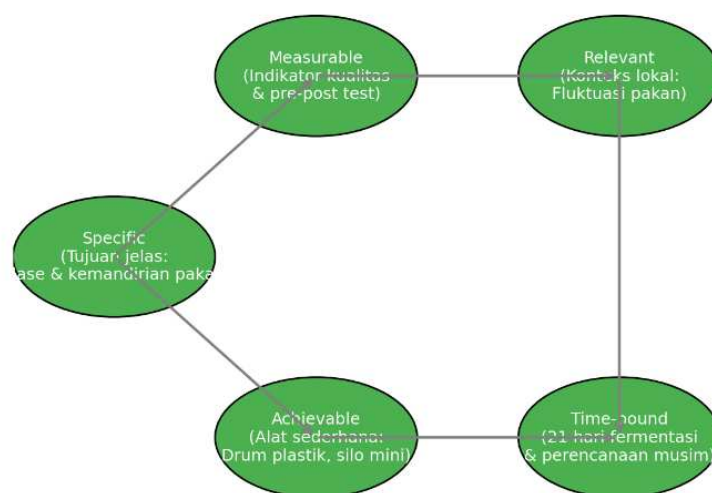 Measurable
(Indikator kualitas
& pre-post test)
Relevant
(Konteks lokal:
Fluktuasi pakan)
Specific
(Tujuan jelas:
& kemandirian
Achievable
(Alat sederhana:
Drum plastik, silo mini)
Time-bound
(21 hari fermentasi
& perencanaan musim)